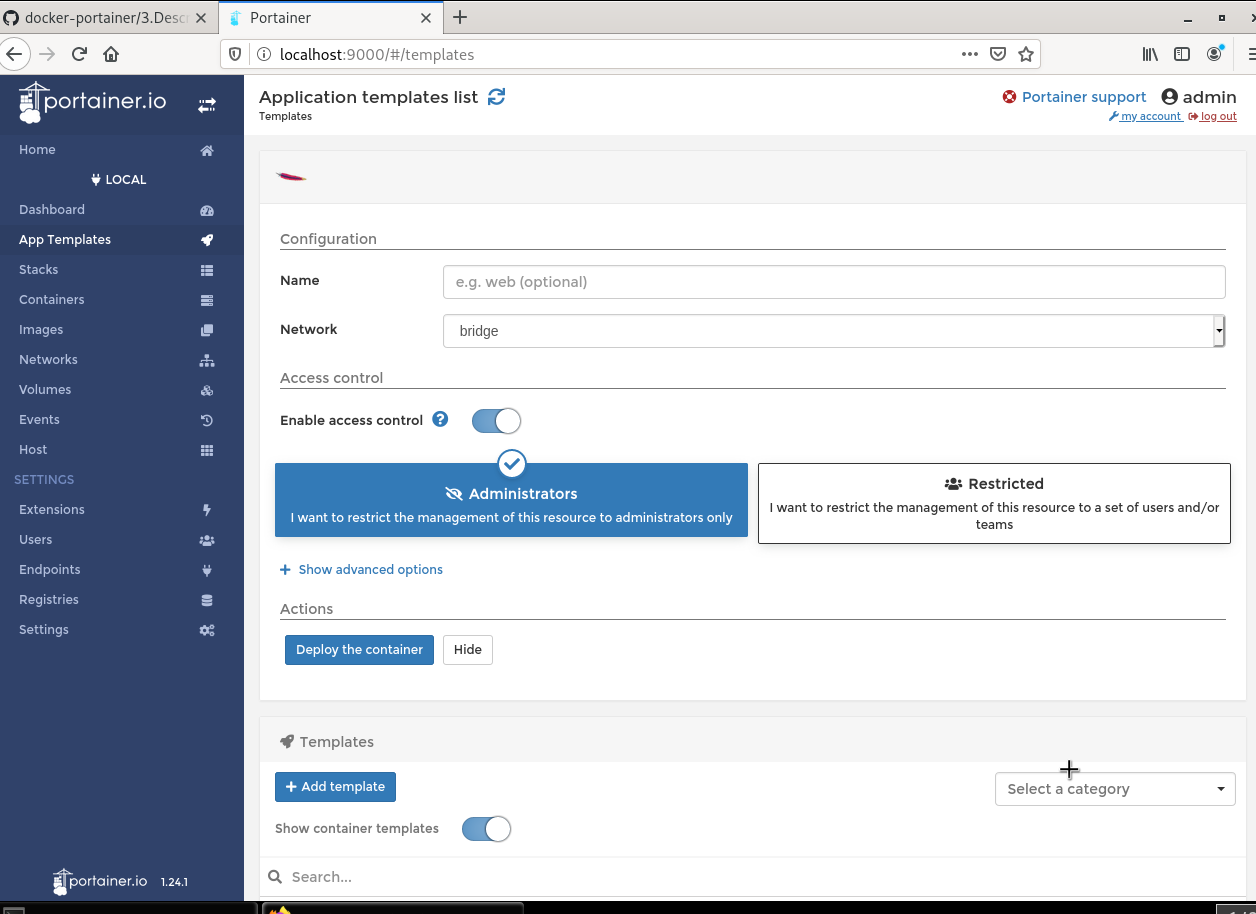 docker-portainer/3.Desc
Portainer
localhost:9000/#/templates
portainer.io
Home
LOCAL
Dashboard
App Templates
Stacks
Containers
Images
Networks
Volumes
Events
Host
SETTINGS
Extensions
Users
Endpoints
Registries
Settings
portainer.io 1.24.1
Application templates list
Templates
Portainer support admin
my account log out
Configuration
Name e.g. web (optional)
Network bridge
Access control
Enable access control
Administrators
I want to restrict the management of this resource to administrators only
Restricted
I want to restrict the management of this resource to a set of users and/or
teams
Show advanced options
Actions
Deploy the container Hide
Templates
Add template
Select a category
Show container templates
Search...